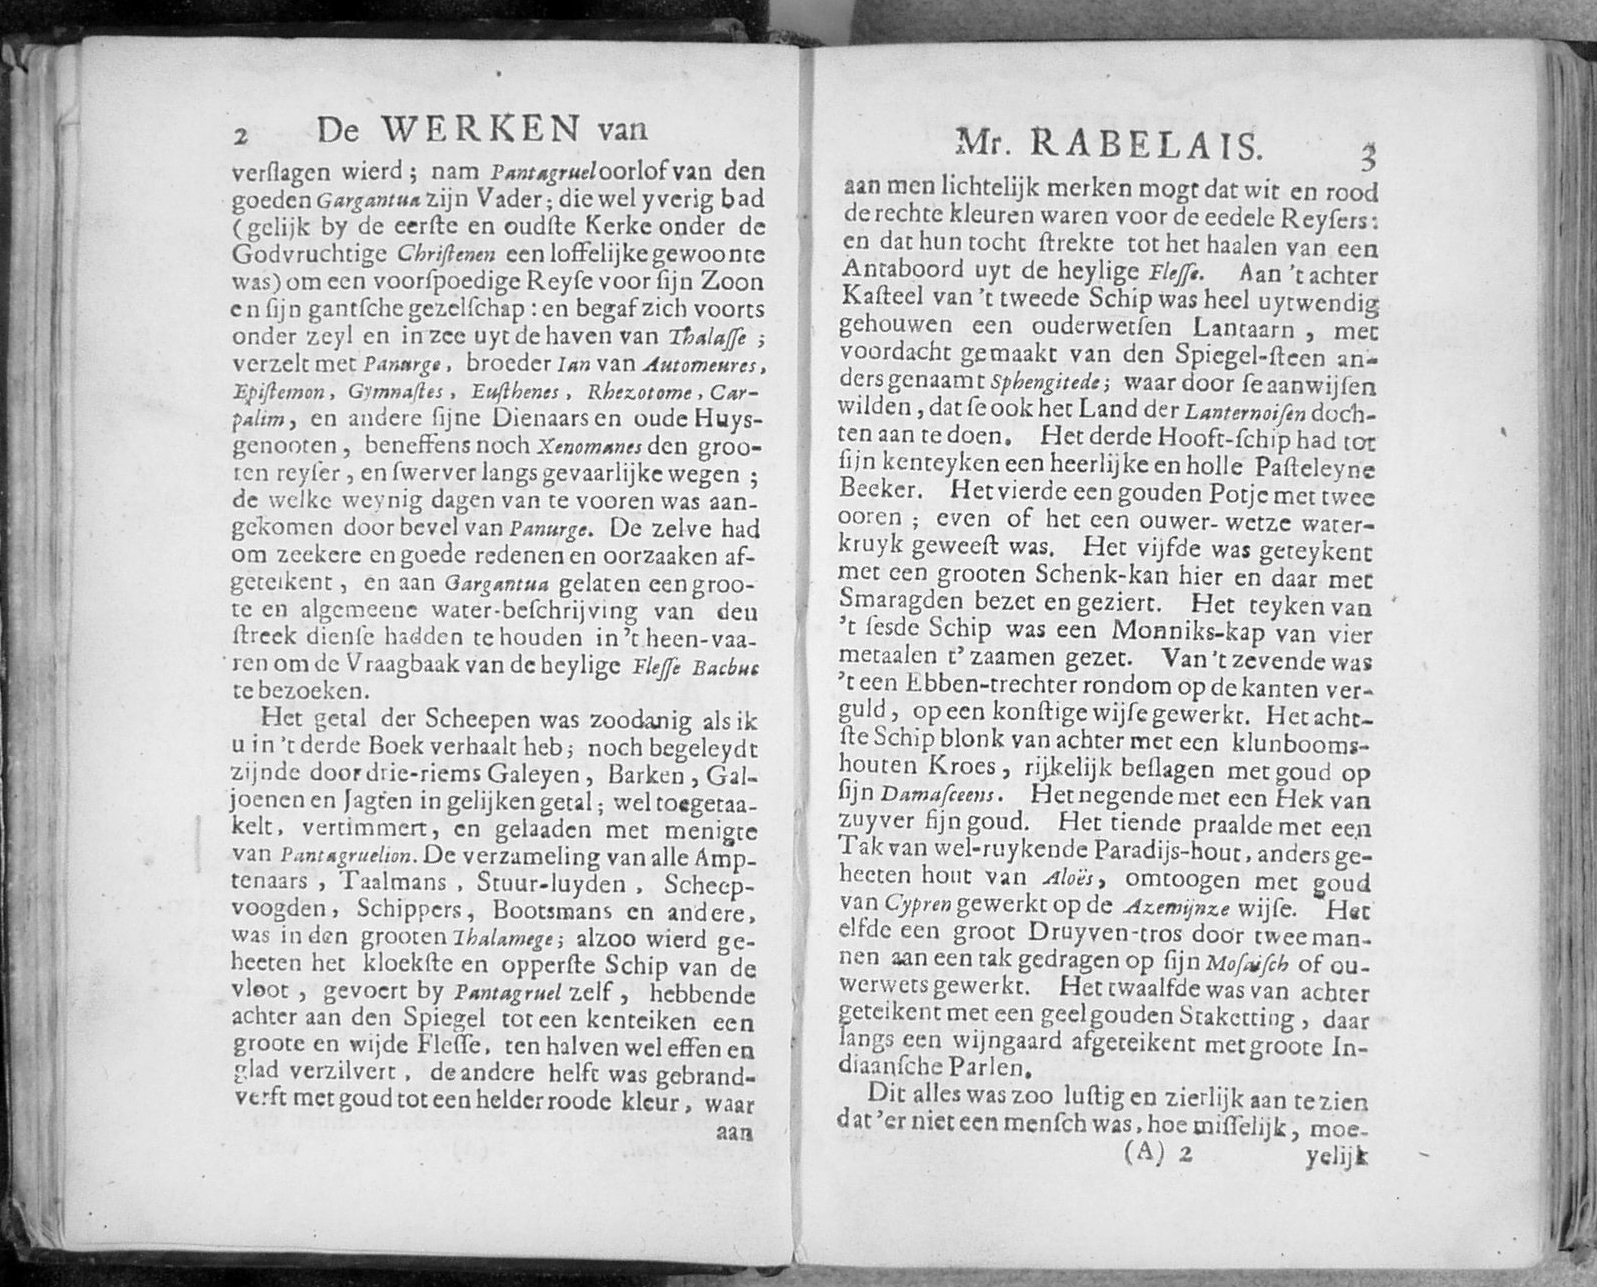 2 De WERKEN van
verſlagen wierd; nam Pantagruel oorlof van den
goeden Gargantua zijn Vader; die wel yverig bad
(gelijk by de eerſte en oudſte Kerke onder de
Godvruchtige Chriſtenen een loffelijke gewoonte
was) om een voorſpoedige Reyſe voor ſijn Zoon
en ſijn gantſche gezelſchap: en begaf zich voorts
onder zeyl en in zee uyt de haven van Thalaſſe;
verzelt met Panurge, broeder Ian van Automeures,
Epiſtemon, Gymnaſtes, Euſthenes, Rhezotome, Car-
palim, en andere ſijne Dienaars en oude Huys-
genooten, beneffens noch Xenomanes den groo-
ten reyſer, en ſwerver langs gevaarlijke wegen;
de welke weynig dagen van te vooren was aan-
gekomen door bevel van Panurge. De zelve had
om zeekere en goede redenen en oorzaaken af-
geteikent, en aan Gargantua gelaten een groo-
te en algemeene water-beſchrijving van den
ſtreek dienſe hadden te houden in 't heen-vaa-
ren om de Vraagbaak van de heylige Fleſſe Bacbuc
te bezoeken.
Het getal der Scheepen was zoodanig als ik
u in 't derde Boek verhaalt heb; noch begeleydt
zijnde door drie-riems Galeyen, Barken, Gal-
joenen en Jagten in gelijken getal; wel toegetaa-
kelt, vertimmert, en gelaaden met menigte
van Pantagruelion. De verzameling van alle Amp-
tenaars, Taalmans, Stuur-luyden, Scheep-
voogden, Schippers, Bootsmans en andere,
was in den grooten Thalamege; alzoo wierd ge-
heeten het kloekſte en opperſte Schip van de
vloot, gevoert by Pantagruel zelf, hebbende
achter aan den Spiegel tot een kenteiken een
groote en wijde Fleſſe, ten halven wel effen en
glad verzilvert, de andere helft was gebrand-
verft met goud tot een helder roode kleur, waar
aan
Mr. RABELAIS. 3
aan men lichtelijk merken mogt dat wit en rood
de rechte kleuren waren voor de eedele Reyſers:
en dat hun tocht ſtrekte tot het haalen van een
Antaboord uyt de heylige Fleſſe. Aan 't achter
Kaſteel van 't tweede Schip was heel uytwendig
gehouwen een ouderwetſen Lantaarn, met
voordacht gemaakt van den Spiegel-ſteen an-
ders genaamt Sphengitede; waar door ſe aanwijſen
wilden, dat ſe ook het Land der Lanternoiſen doch-
ten aan te doen. Het derde Hooft-ſchip had tot
ſijn kenteyken een heerlijke en holle Paſteleyne
Beeker. Het vierde een gouden Potje met twee
ooren; even of het een ouwer-wetze water-
kruyk geweeſt was. Het vijfde was geteykent
met een grooten Schenk-kan hier en daar met
Smaragden bezet en geziert. Het teyken van
't ſesde Schip was een Monniks-kap van vier
metaalen t' zaamen gezet. Van 't zevende was
't een Ebben-trechter rondom op de kanten ver-
guld, op een konſtige wijſe gewerkt. Het acht-
ſte Schip blonk van achter met een klunbooms-
houten Kroes, rijkelijk beſlagen met goud op
ſijn Damaſceens. Het negende met een Hek van
zuyver fijn goud. Het tiende praalde met een
Tak van wel-ruykende Paradijs-hout, anders ge-
heeten hout van Aloës, omtoogen met goud
van Cypren gewerkt op de Azemijnze wijſe. Het
elfde een groot Druyven-tros door twee man-
nen aan een tak gedragen op ſijn Moſaiſch of ou-
werwets gewerkt. Het twaalfde was van achter
geteikent met een geel gouden Staketting, daar
langs een wijngaard afgeteikent met groote In-
diaanſche Parlen.
Dit alles was zoo luſtig en zierlijk aan te zien
dat 'er niet een menſch was, hoe miſſelijk, moe-
(A) 2 yelijk